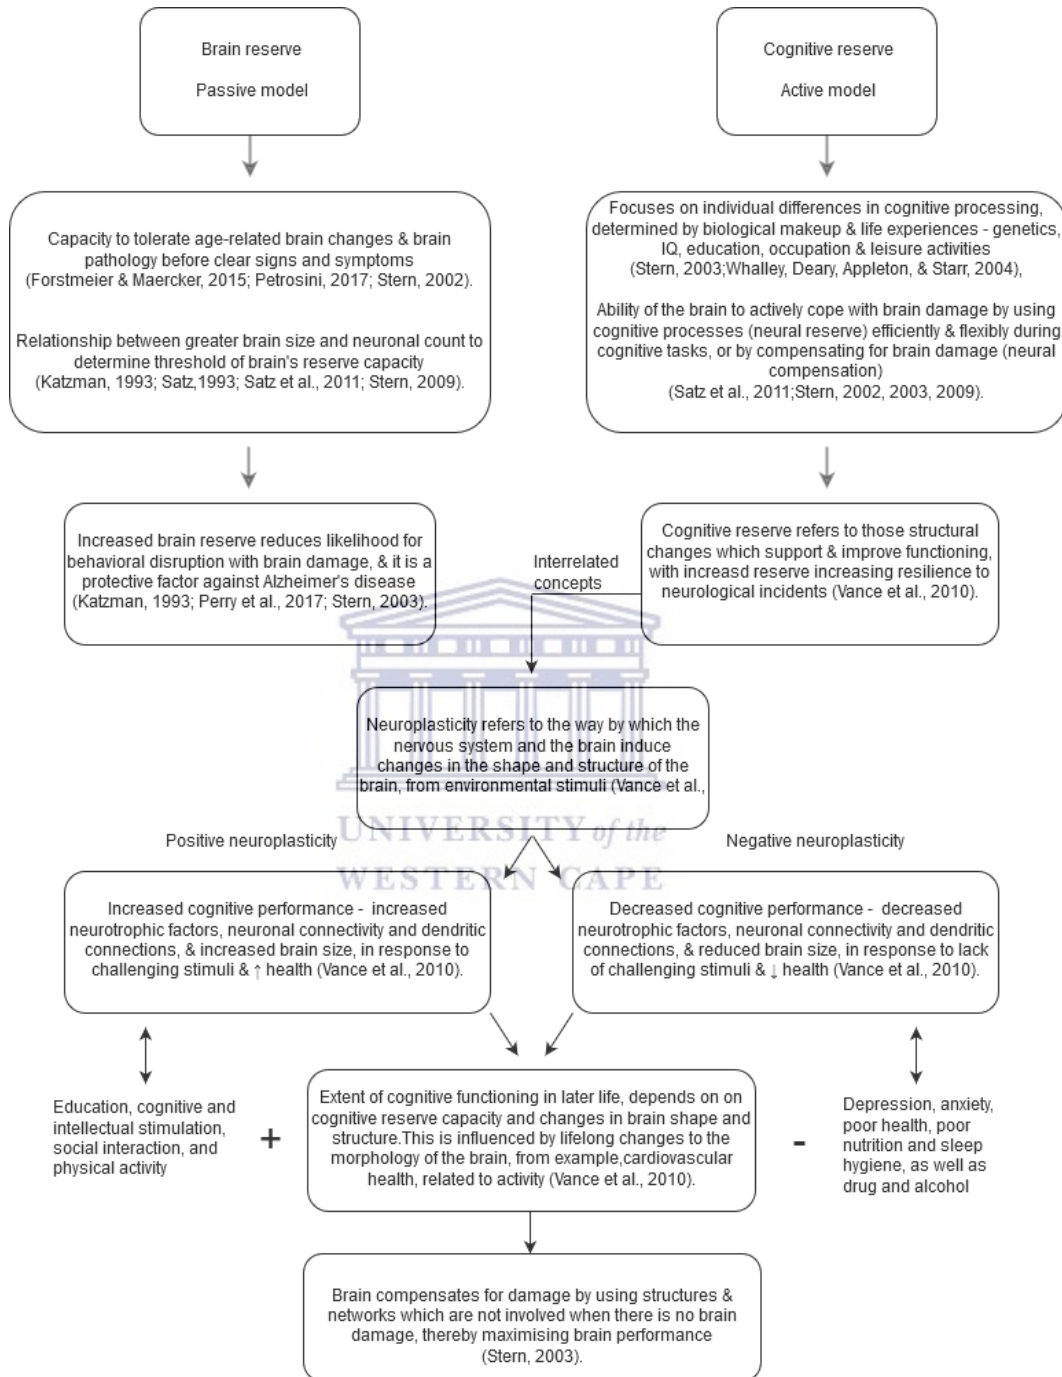 Brain reserve
Passive model
Cognitive reserve
Active model
Capacity to tolerate age-related brain changes & brain
pathology before clear signs and symptoms
(Forstmeier & Maercker, 2015; Petrosini, 2017; Stern, 2002).
Relationship between greater brain size and neuronal count to
determine threshold of brain's reserve capacity
(Katzman, 1993; Satz,1993; Satz et al., 2011; Stern, 2009).
Focuses on individual differences in cognitive processing,
determined by biological makeup & life experiences - genetics,
IQ, education, occupation & leisure activities
(Stern, 2003;Whalley, Deary, Appleton, & Starr, 2004),
Ability of the brain to actively cope with brain damage by using
cognitive processes (neural reserve) efficiently & flexibly during
cognitive tasks, or by compensating for brain damage (neural
compensation)
(Satz et al., 2011;Stern, 2002, 2003, 2009).
Increased brain reserve reduces likelihood for
behavioral disruption with brain damage, & it is a
protective factor against Alzheimer's disease
(Katzman, 1993; Perry et al., 2017; Stern, 2003).
Interrelated
concepts
Cognitive reserve refers to those structural
changes which support & improve functioning,
with increasd reserve increasing resilience to
neurological incidents (Vance et al., 2010).
Neuroplasticity refers to the way by which the
nervous system and the brain induce
changes in the shape and structure of the
brain, from environmental stimuli (Vance et al.,
UNIVERSITY of the
WESTERN CAPE
Positive neuroplasticity
Negative neuroplasticity
Increased cognitive performance - increased
neurotrophic factors, neuronal connectivity and dendritic
connections, & increased brain size, in response to
challenging stimuli & ↑ health (Vance et al., 2010).
Decreased cognitive performance - decreased
neurotrophic factors, neuronal connectivity and dendritic
connections, & reduced brain size, in response to lack
of challenging stimuli & ↓ health (Vance et al., 2010).
Education, cognitive and
intellectual stimulation,
social interaction, and
physical activity
+
Extent of cognitive functioning in later life, depends on on
cognitive reserve capacity and changes in brain shape and
structure.This is influenced by lifelong changes to the
morphology of the brain, from example,cardiovascular
health, related to activity (Vance et al., 2010).
-
Depression, anxiety,
poor health, poor
nutrition and sleep
hygiene, as well as
drug and alcohol
Brain compensates for damage by using structures &
networks which are not involved when there is no brain
damage, thereby maximising brain performance
(Stern, 2003).